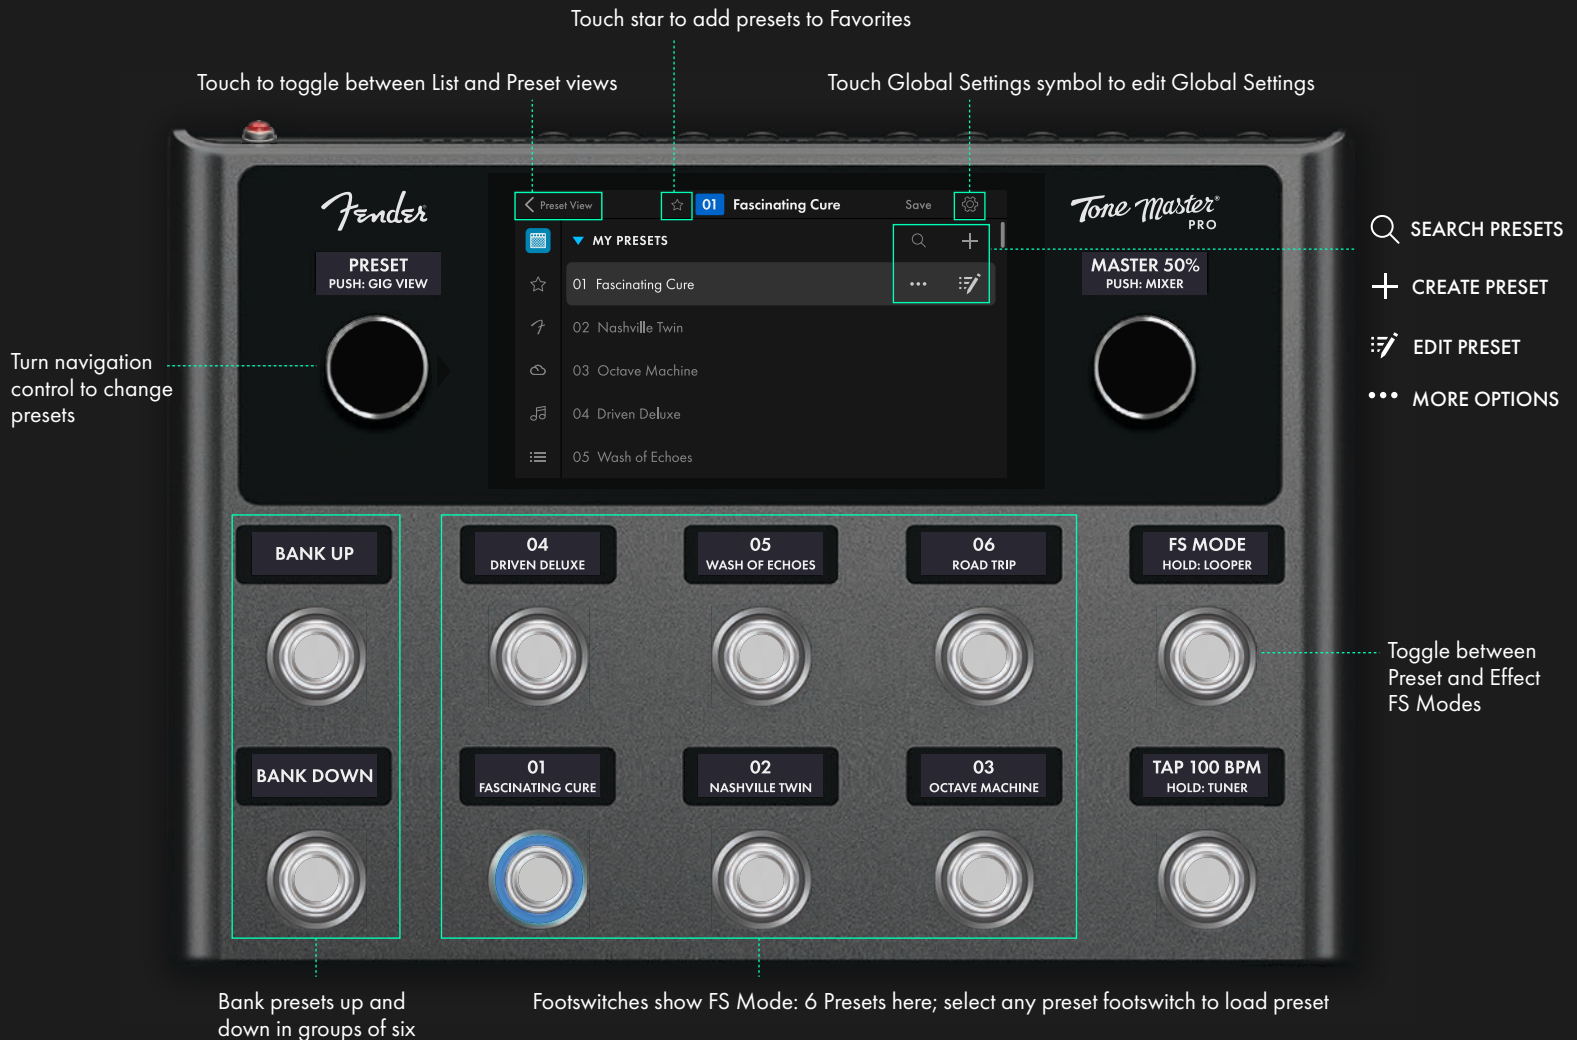 Touch star to add presets to Favorites
Touch to toggle between List and Preset views
Touch Global Settings symbol to edit Global Settings
Fender
PRESET
PUSH: GIG VIEW
Preset View
01 Fascinating Cure
Save
MY PRESETS
01 Fascinating Cure
02 Nashville Twin
03 Octave Machine
04 Driven Deluxe
05 Wash of Echoes
Tone Master®
PRO
MASTER 50%
PUSH: MIXER
SEARCH PRESETS
CREATE PRESET
EDIT PRESET
MORE OPTIONS
Turn navigation
control to change
presets
BANK UP
04
DRIVEN DELUXE
05
WASH OF ECHOES
06
ROAD TRIP
FS MODE
HOLD: LOOPER
Toggle between
Preset and Effect
FS Modes
BANK DOWN
01
FASCINATING CURE
02
NASHVILLE TWIN
03
OCTAVE MACHINE
TAP 100 BPM
HOLD: TUNER
Bank presets up and
down in groups of six
Footswitches show FS Mode: 6 Presets here; select any preset footswitch to load preset